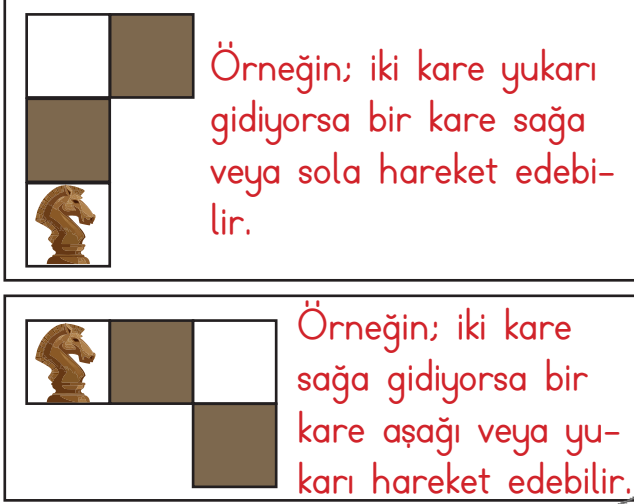 Örneğin; iki kare yukarı
gidiyorsa bir kare sağa
veya sola hareket edebi-
lir.
Örneğin; iki kare
sağa gidiyorsa bir
kare aşağı veya yu-
karı hareket edebilir.